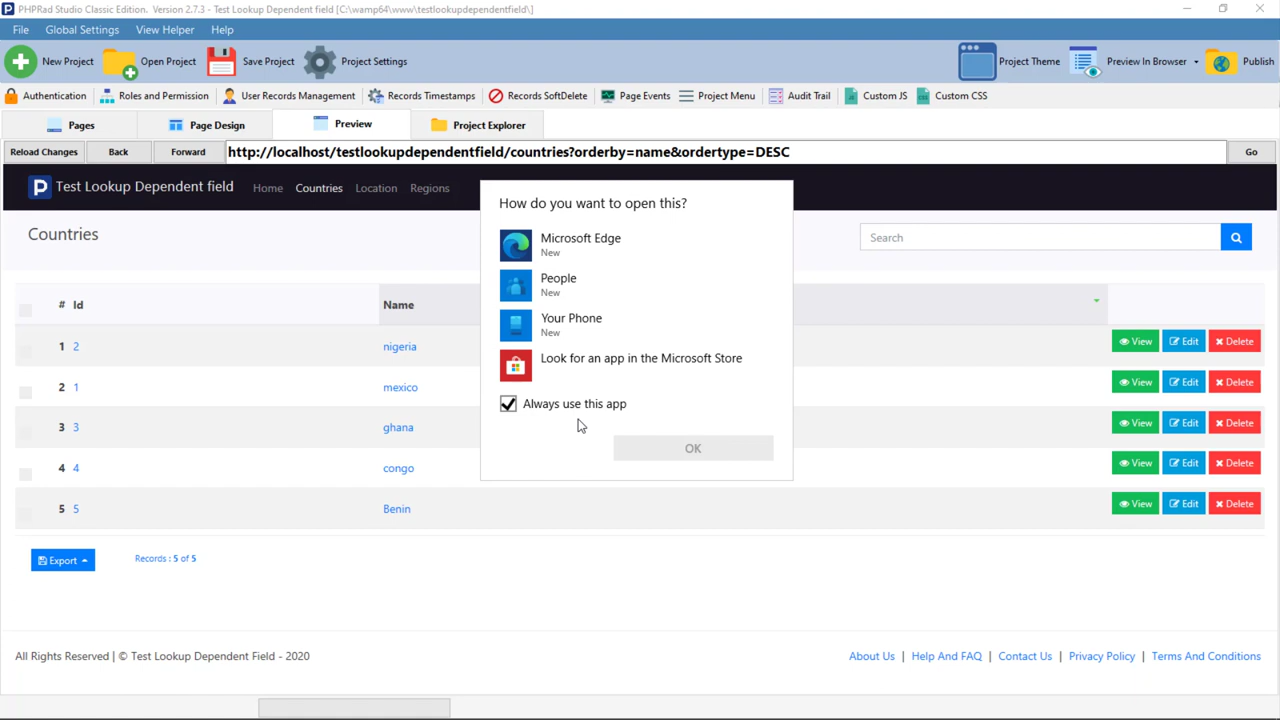 PHPRad Studio Classic Edition. Version 2.7.3 - Test Lookup Dependent field [C:\wamp64\www\testlookupdependentfield\]
File Global Settings View Helper Help
New Project Open Project Save Project Project Settings Project Theme Preview In Browser Publish
Authentication Roles and Permission User Records Management Records Timestamps Records SoftDelete Page Events Project Menu Audit Trail Custom JS Custom CSS
Pages Page Design Preview Project Explorer
Reload Changes Back Forward http://localhost/testlookupdependentfield/countries?orderby=name&ordertype=DESC Go
P Test Lookup Dependent field Home Countries Location Regions
Countries Search
# Id Name
1 2 nigeria View Edit Delete
2 1 mexico View Edit Delete
3 3 ghana View Edit Delete
4 4 congo View Edit Delete
5 5 Benin View Edit Delete
Export Records : 5 of 5
How do you want to open this?
Microsoft Edge
New
People
New
Your Phone
New
Look for an app in the Microsoft Store
Always use this app
OK
All Rights Reserved | © Test Lookup Dependent Field - 2020 About Us | Help And FAQ | Contact Us | Privacy Policy | Terms And Conditions